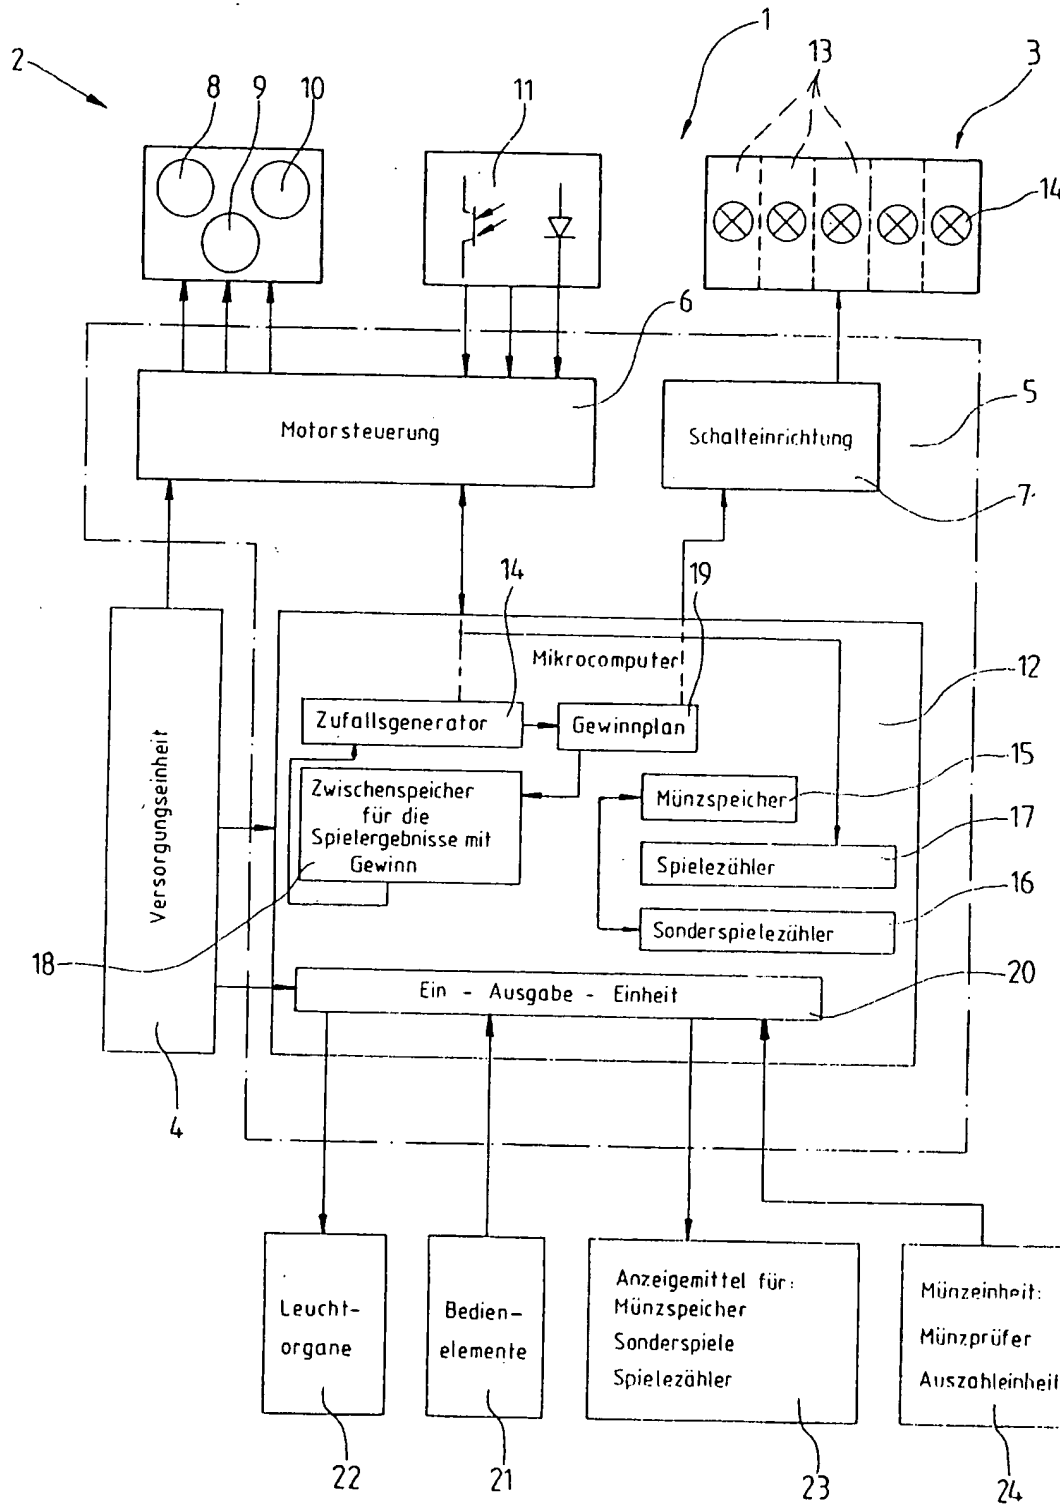 1
2
8
9
10
11
13
3
14
6
Motorsteuerung
Schalteinrichtung
5
7
14
19
Mikrocomputer
12
Zufallsgenerator
Gewinnplan
Versorgungseinheit
Zwischenspeicher
für die
Spielergebnisse mit
Gewinn
15
Münzspeicher
17
Spielezähler
16
Sonderspielezähler
18
20
Ein - Ausgabe - Einheit
4
Leucht-
organe
Bedien-
elemente
Anzeigemittel für:
Münzspeicher
Sonderspiele
Spielezähler
Münzeinheit:
Münzprüfer
Auszahleinheit
22
21
23
24